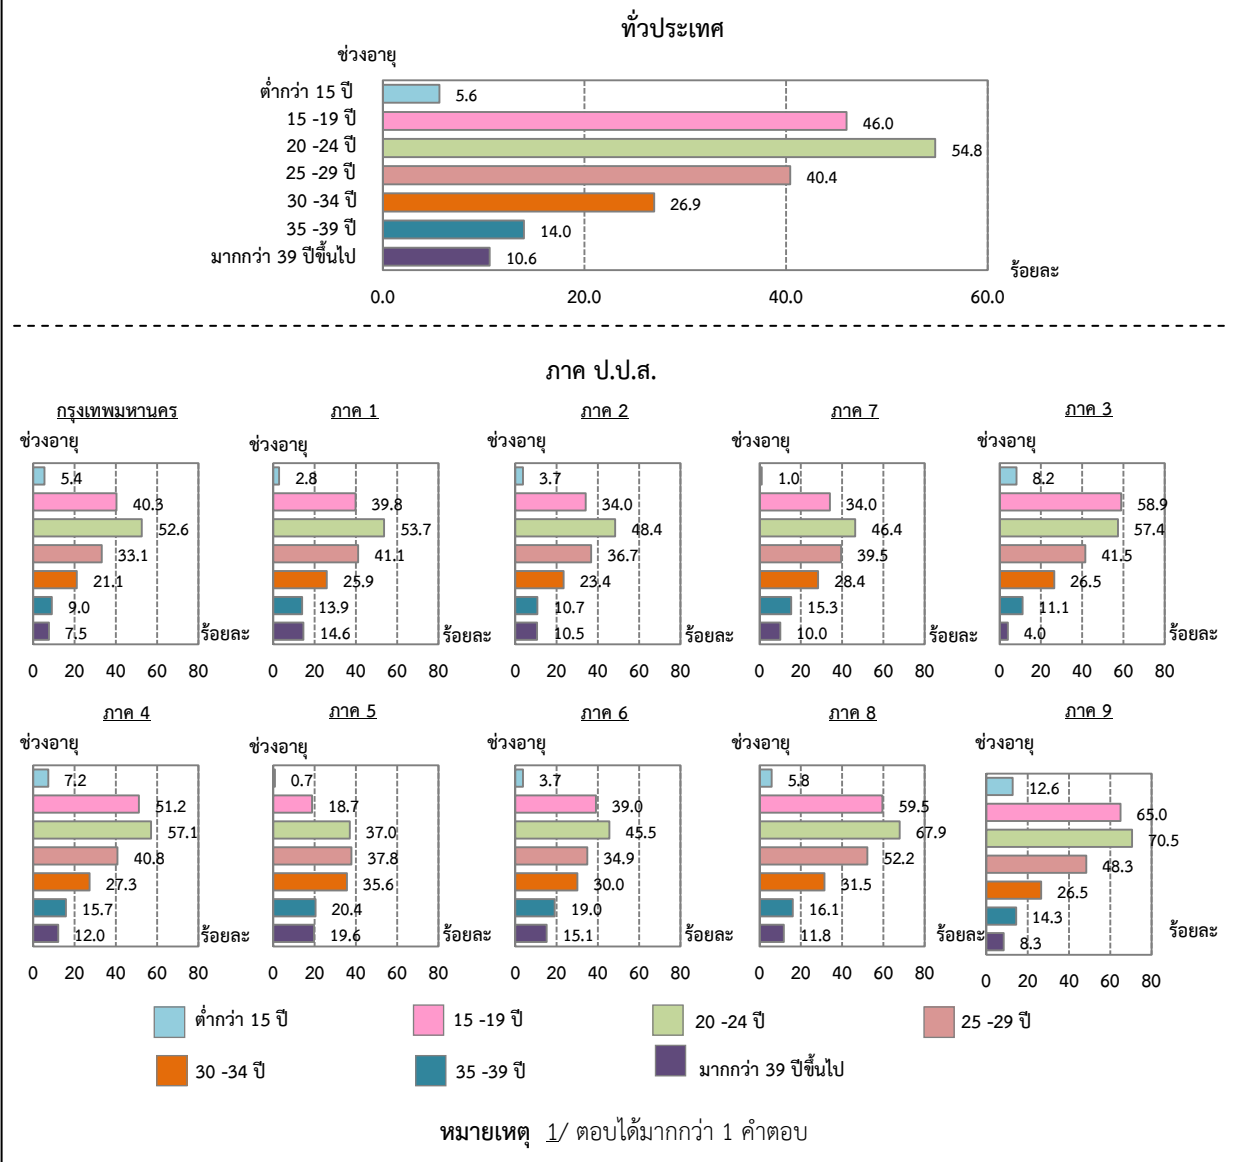 ทั่วประเทศ
ช่วงอายุ
ต่ำกว่า 15 ปี 5.6
15 -19 ปี 46.0
20 -24 ปี 54.8
25 -29 ปี 40.4
30 -34 ปี 26.9
35 -39 ปี 14.0
มากกว่า 39 ปีขึ้นไป 10.6
ร้อยละ
0.0 20.0 40.0 60.0
ภาค ป.ป.ส.
กรุงเทพมหานคร ภาค 1 ภาค 2 ภาค 7 ภาค 3
ช่วงอายุ ช่วงอายุ ช่วงอายุ ช่วงอายุ ช่วงอายุ
5.4 2.8 3.7 1.0 8.2
40.3 39.8 34.0 34.0 58.9
52.6 53.7 48.4 46.4 57.4
33.1 41.1 36.7 39.5 41.5
21.1 25.9 23.4 28.4 26.5
9.0 13.9 10.7 15.3 11.1
7.5 ร้อยละ 14.6 ร้อยละ 10.5 ร้อยละ 10.0 ร้อยละ 4.0 ร้อยละ
0 20 40 60 80 0 20 40 60 80 0 20 40 60 80 0 20 40 60 80 0 20 40 60 80
ภาค 4 ภาค 5 ภาค 6 ภาค 8 ภาค 9
ช่วงอายุ ช่วงอายุ ช่วงอายุ ช่วงอายุ ช่วงอายุ
7.2 0.7 3.7 5.8 12.6
51.2 18.7 39.0 59.5 65.0
57.1 37.0 45.5 67.9 70.5
40.8 37.8 34.9 52.2 48.3
27.3 35.6 30.0 31.5 26.5
15.7 20.4 19.0 16.1 14.3
12.0 ร้อยละ 19.6 ร้อยละ 15.1 ร้อยละ 11.8 ร้อยละ 8.3 ร้อยละ
0 20 40 60 80 0 20 40 60 80 0 20 40 60 80 0 20 40 60 80 0 20 40 60 80
ต่ำกว่า 15 ปี 15 -19 ปี 20 -24 ปี 25 -29 ปี
30 -34 ปี 35 -39 ปี มากกว่า 39 ปีขึ้นไป
หมายเหตุ 1/ ตอบได้มากกว่า 1 คำตอบ